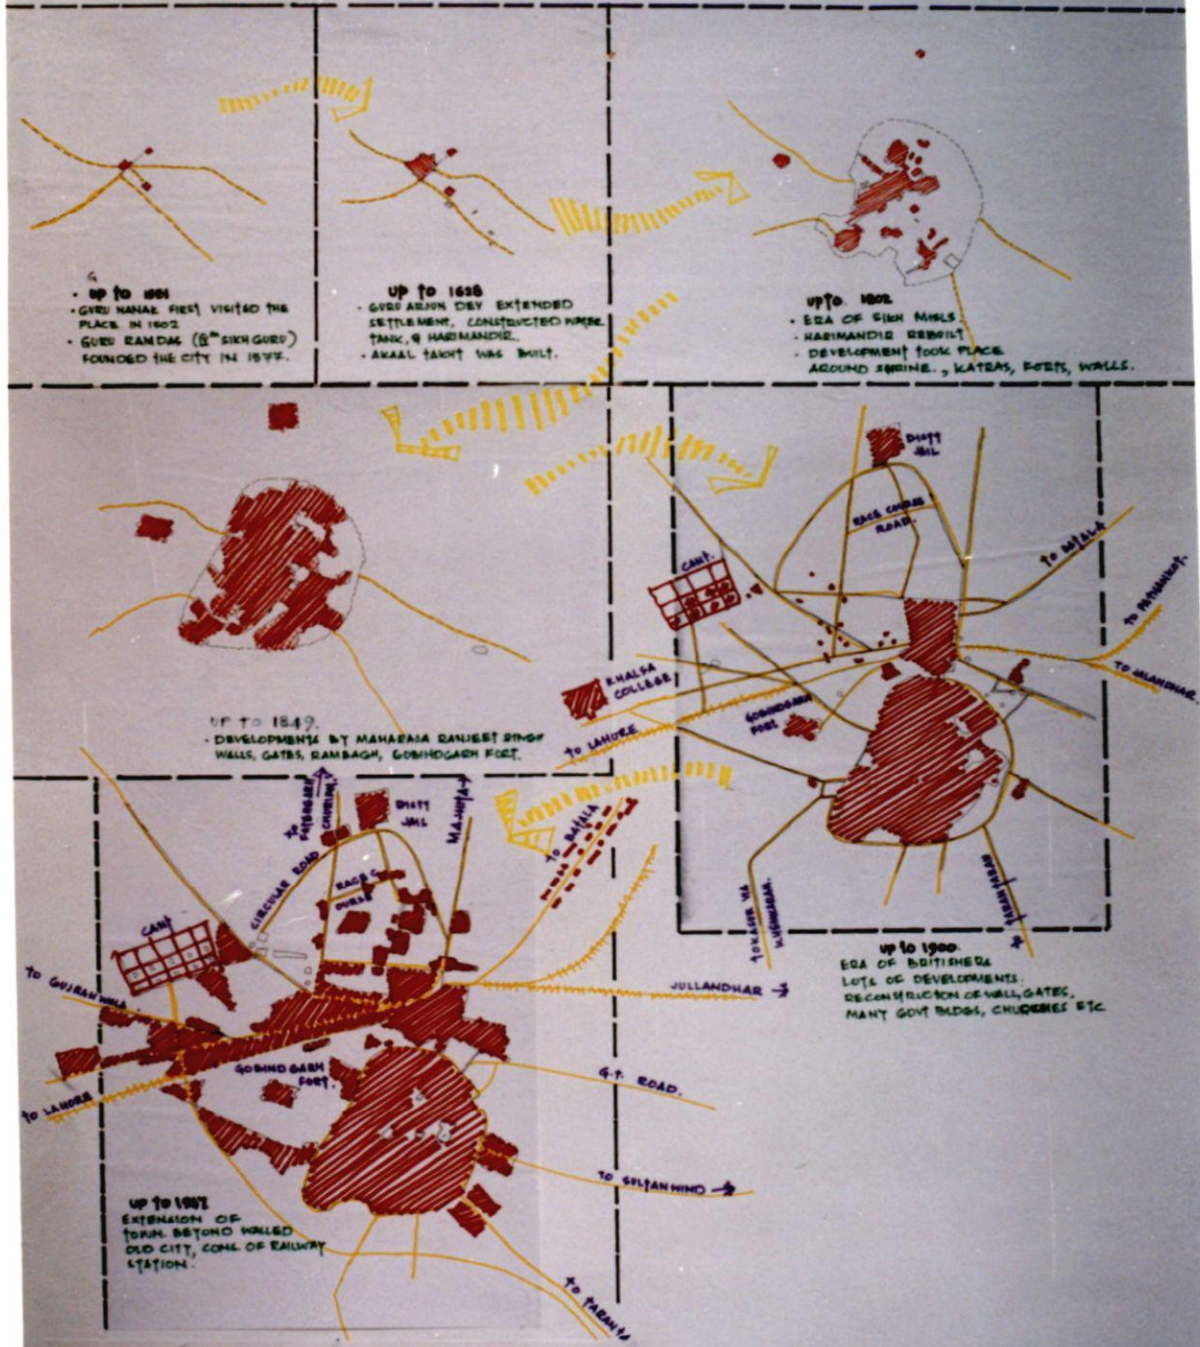 GURU NANAK FIRST VISITED THE
PLACE IN 1502
• GURU RAMDAS ( SIKH GURU)
FOUNDED THE CITY IN 1577.
UP TO 1628
• GURU ARJUN DEV EXTENDED
SETTLEMENT, CONSTRUCTED WATER
TANK, & HARIMANDIR.
• AKAAL TAKHT WAS BUILT.
UPTO. 1802
• ERA OF SIKH MISLS.
• HARIMANDIR REBUILT
• DEVELOPMENT TOOK PLACE
AROUND SHRINE., KATRAS, FORTS, WALLS.
UP TO 1849.
• DEVELOPMENTS BY MAHARAJA RANJEET SINGH
WALLS, GATES, RAMBAGH, GOBINDGARH FORT.
DISTT
JAIL
RACE COURSE
ROAD.
CANT.
TO BATALA
TO PATHANKOT.
TO JALANDHAR.
KHALSA
COLLEGE
GOBINDGARH
FORT
TO LAHORE
TO TARAN TARAN
UP TO 1900.
ERA OF BRITISHERS
LOTS OF DEVELOPMENTS.
RECONSTRUCTION OF WALL, GATES,
MANY GOVT BLDGS, CHURCHES ETC
DISTT
JAIL
MAJITHA
TO BATALA
CIRCULAR ROAD
RACE C
OURSE
CANT
TO GUJRANWALA
JULLANDHAR
GOBINDGARH
FORT.
G.T. ROAD.
TO LAHORE
TO SULTANWIND
UP TO
EXTENSION OF
TOWN. BEYOND WALLED
OLD CITY, CONS. OF RAILWAY
STATION.
TO